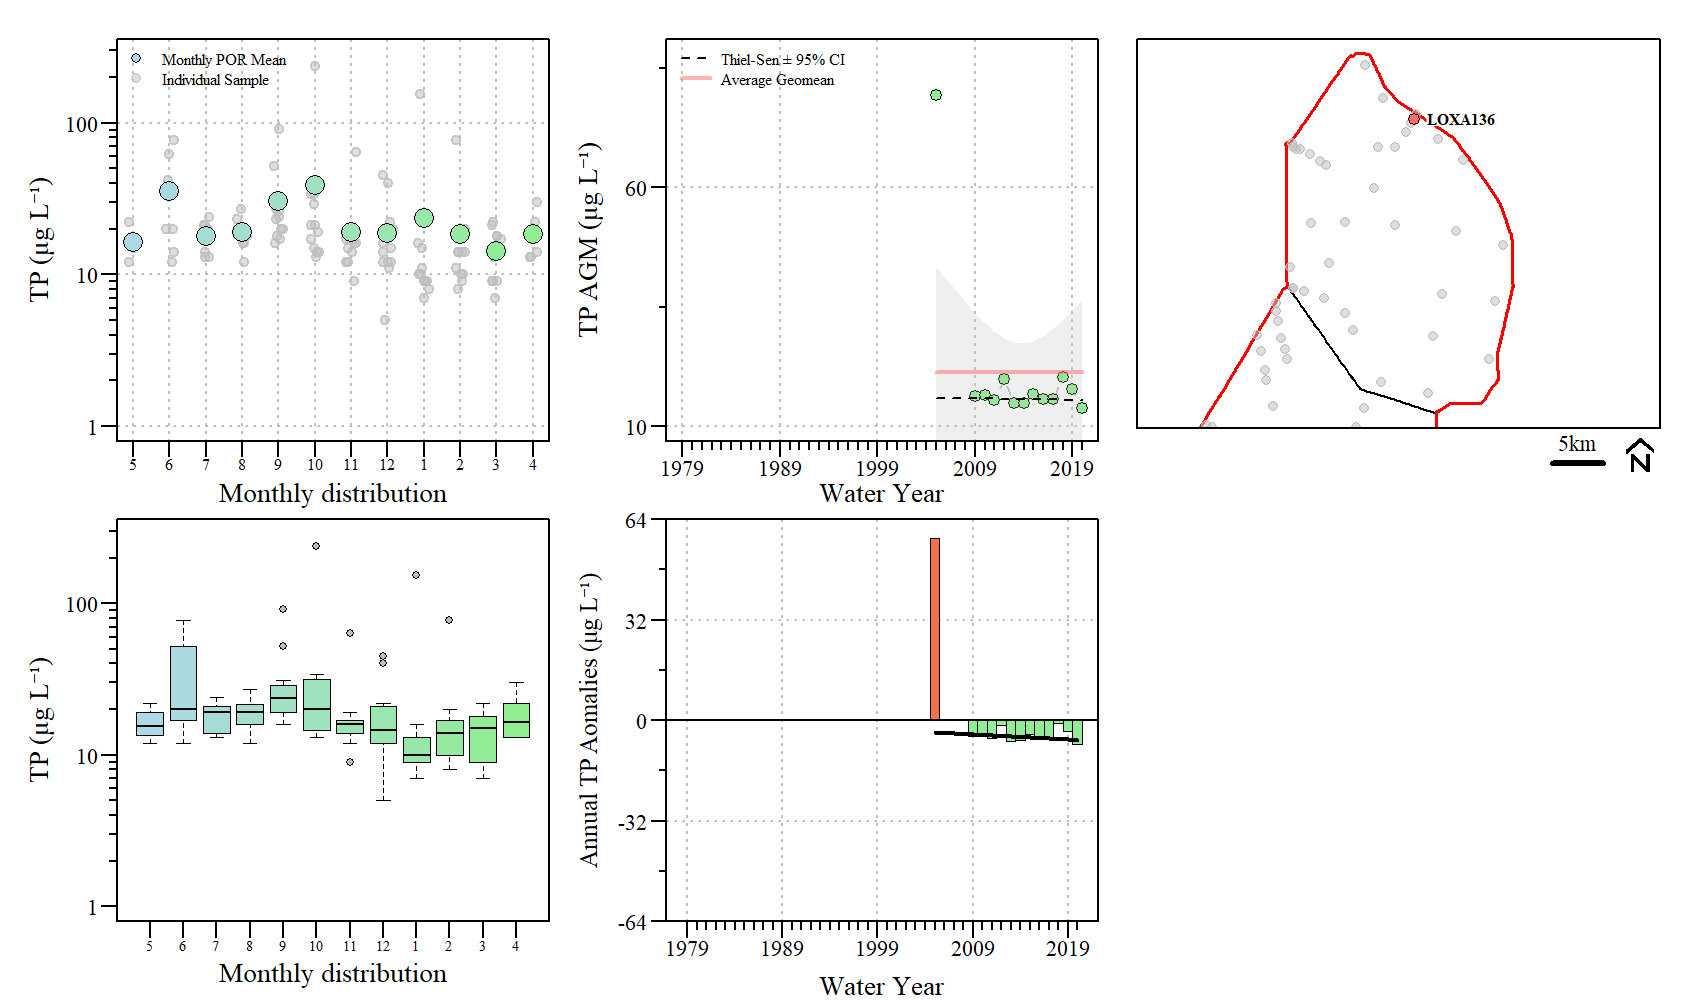 Monthly POR Mean
Individual Sample
100
10
1
TP (µg L⁻¹)
5 6 7 8 9 10 11 12 1 2 3 4
Monthly distribution
Thiel-Sen ± 95% CI
Average Geomean
60
10
TP AGM (µg L⁻¹)
1979 1989 1999 2009 2019
Water Year
LOXA136
5km
N
100
10
1
TP (µg L⁻¹)
5 6 7 8 9 10 11 12 1 2 3 4
Monthly distribution
64
32
0
-32
-64
Annual TP Aomalies (µg L⁻¹)
1979 1989 1999 2009 2019
Water Year